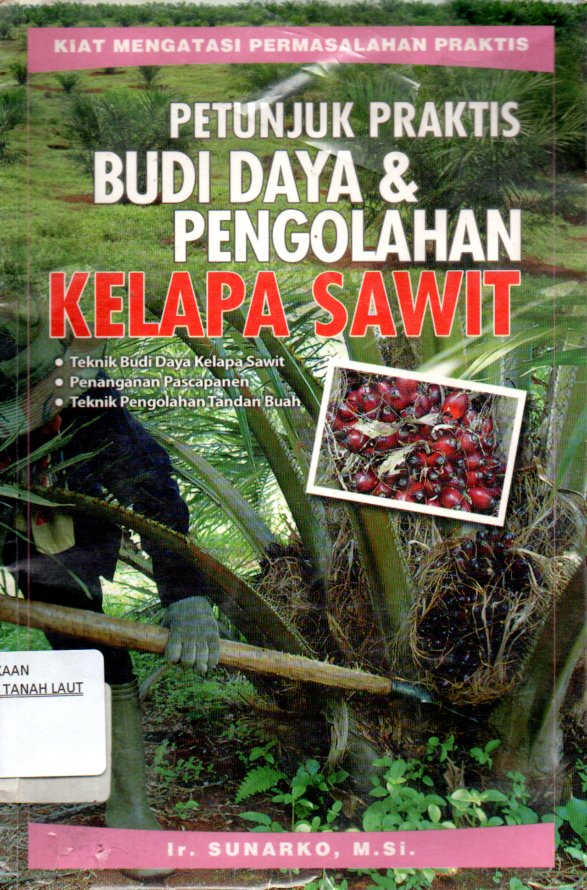 KIAT MENGATASI PERMASALAHAN PRAKTIS
PETUNJUK PRAKTIS
BUDI DAYA &
PENGOLAHAN
KELAPA SAWIT
• Teknik Budi Daya Kelapa Sawit
• Penanganan Pascapanen
• Teknik Pengolahan Tandan Buah
KAAN
TANAH LAUT
Ir. SUNARKO, M.Si.